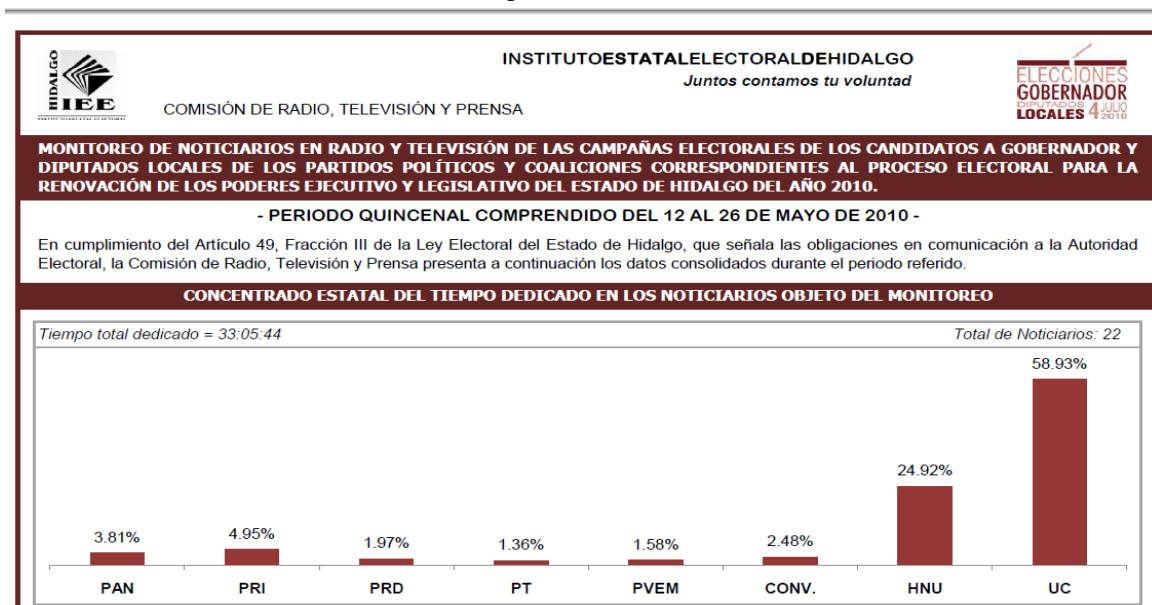 HIDALGO
IEE
INSTITUTO ESTATAL ELECTORAL
INSTITUTOESTATALELECTORALDEHIDALGO
Juntos contamos tu voluntad
COMISIÓN DE RADIO, TELEVISIÓN Y PRENSA
ELECCIONES
GOBERNADOR
DIPUTADOS
LOCALES 4 JULIO 2010
MONITOREO DE NOTICIARIOS EN RADIO Y TELEVISIÓN DE LAS CAMPAÑAS ELECTORALES DE LOS CANDIDATOS A GOBERNADOR Y
DIPUTADOS LOCALES DE LOS PARTIDOS POLÍTICOS Y COALICIONES CORRESPONDIENTES AL PROCESO ELECTORAL PARA LA
RENOVACIÓN DE LOS PODERES EJECUTIVO Y LEGISLATIVO DEL ESTADO DE HIDALGO DEL AÑO 2010.
- PERIODO QUINCENAL COMPRENDIDO DEL 12 AL 26 DE MAYO DE 2010 -
En cumplimiento del Artículo 49, Fracción III de la Ley Electoral del Estado de Hidalgo, que señala las obligaciones en comunicación a la Autoridad
Electoral, la Comisión de Radio, Televisión y Prensa presenta a continuación los datos consolidados durante el periodo referido.
CONCENTRADO ESTATAL DEL TIEMPO DEDICADO EN LOS NOTICIARIOS OBJETO DEL MONITOREO
Tiempo total dedicado = 33:05:44
Total de Noticiarios: 22
3.81%
4.95%
1.97%
1.36%
1.58%
2.48%
24.92%
58.93%
PAN
PRI
PRD
PT
PVEM
CONV.
HNU
UC